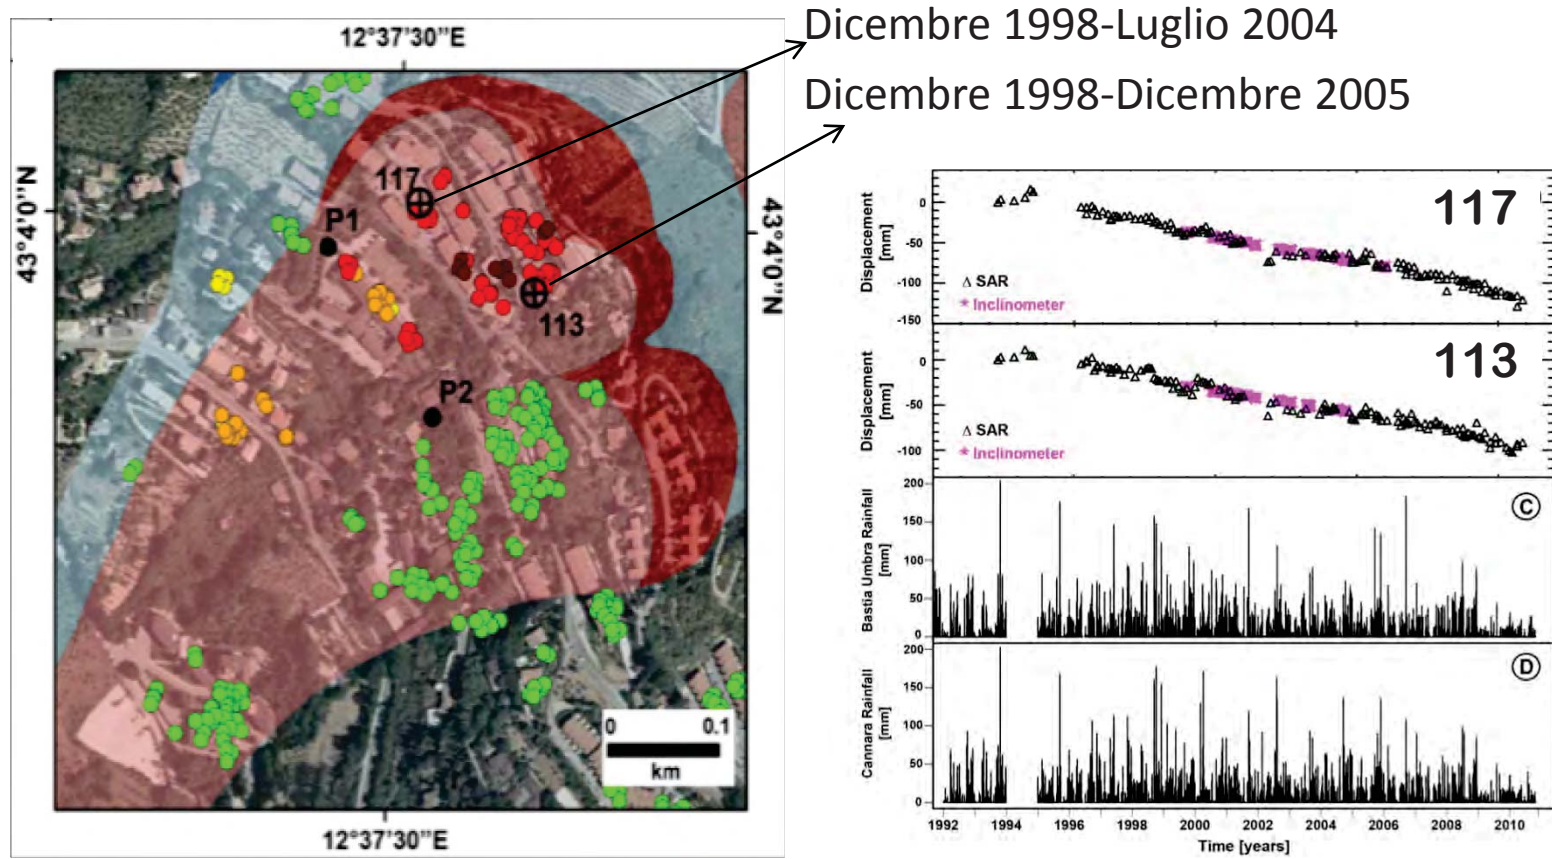 Dicembre 1998-Luglio 2004
Dicembre 1998-Dicembre 2005
12°37'30"E
43°4'0"N
43°4'0"N
117
P1
113
P2
0 0.1
km
12°37'30"E
117
Displacement
[mm]
0
-50
-100
-150
△ SAR
* Inclinometer
113
Displacement
[mm]
0
-50
-100
△ SAR
* Inclinometer
C
Bastia Umbra Rainfall
[mm]
200
150
100
50
0
D
Cannara Rainfall
[mm]
200
150
100
50
0
1992 1994 1996 1998 2000 2002 2004 2006 2008 2010
Time [years]